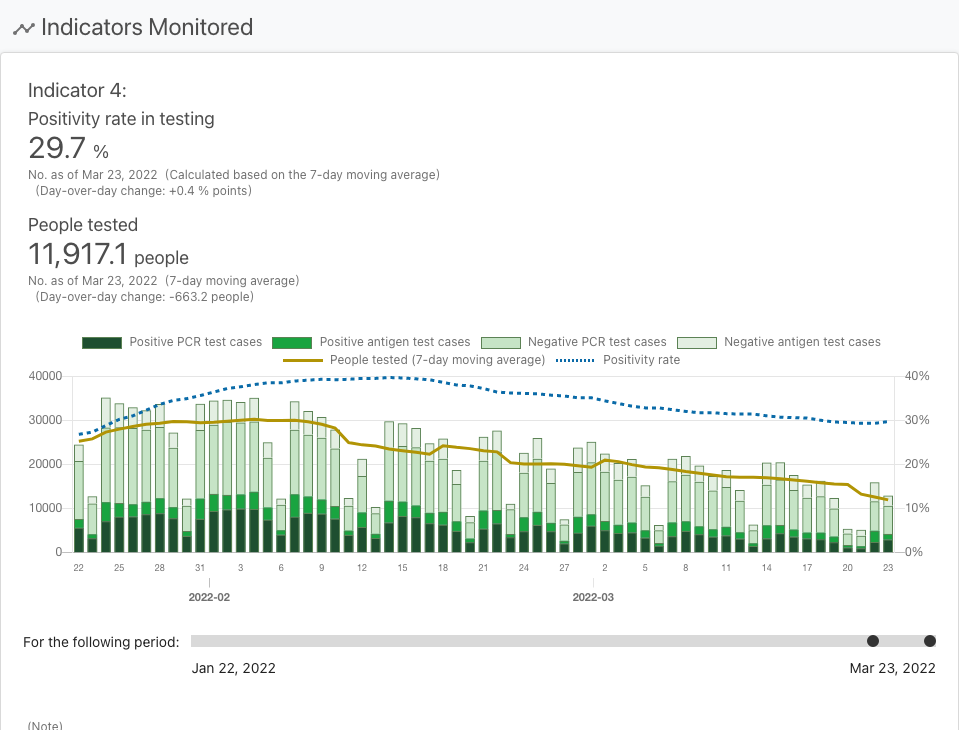 Indicators Monitored
Indicator 4:
Positivity rate in testing
29.7 %
No. as of Mar 23, 2022 (Calculated based on the 7-day moving average)
(Day-over-day change: +0.4 % points)
People tested
11,917.1 people
No. as of Mar 23, 2022 (7-day moving average)
(Day-over-day change: -663.2 people)
Positive PCR test cases Positive antigen test cases Negative PCR test cases Negative antigen test cases
People tested (7-day moving average) Positivity rate
40000 40%
30000 30%
20000 20%
10000 10%
0 0%
22 25 28 31 3 6 9 12 15 18 21 24 27 2 5 8 11 14 17 20 23
2022-02 2022-03
For the following period:
Jan 22, 2022 Mar 23, 2022
(Note)